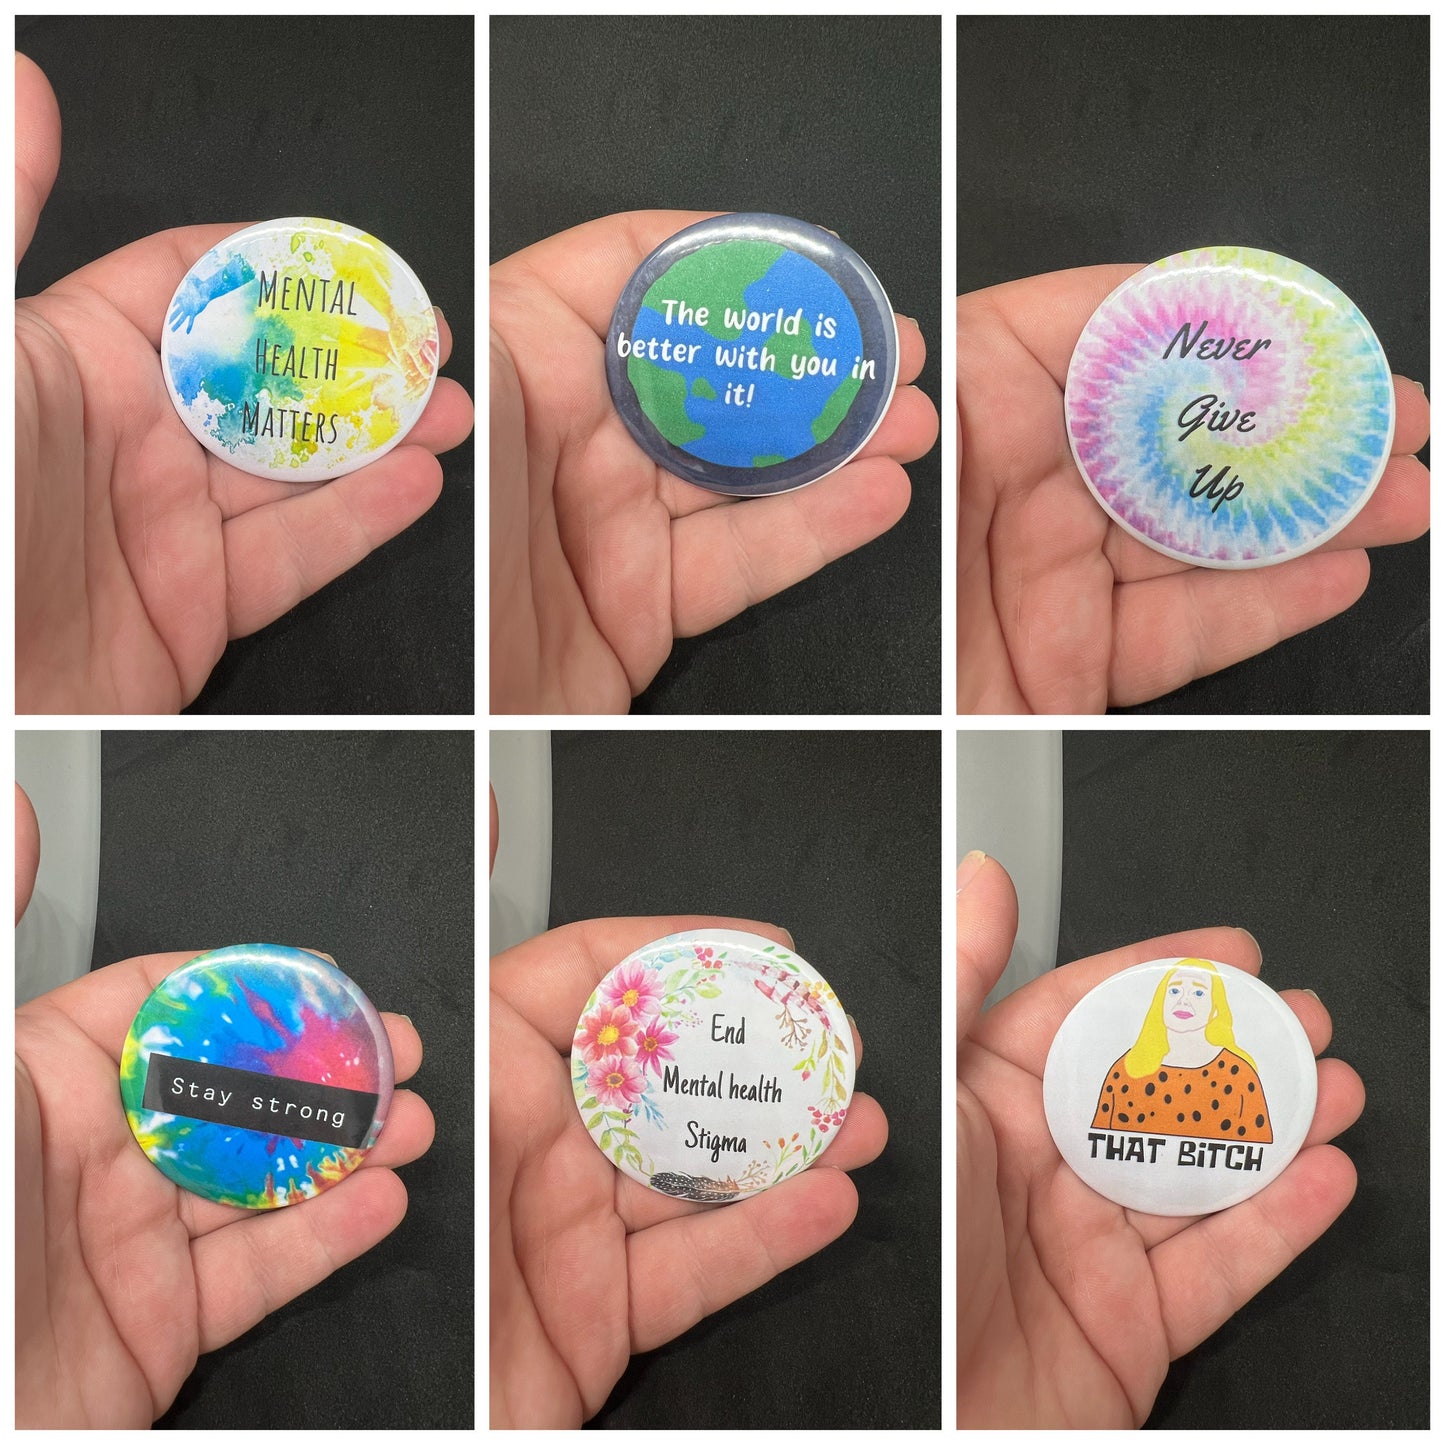 MENTAL
HEALTH
MATTERS
The world is
better with you in
it!
Never
Give
Up
Stay strong
End
Mental health
Stigma
THAT BiTCH